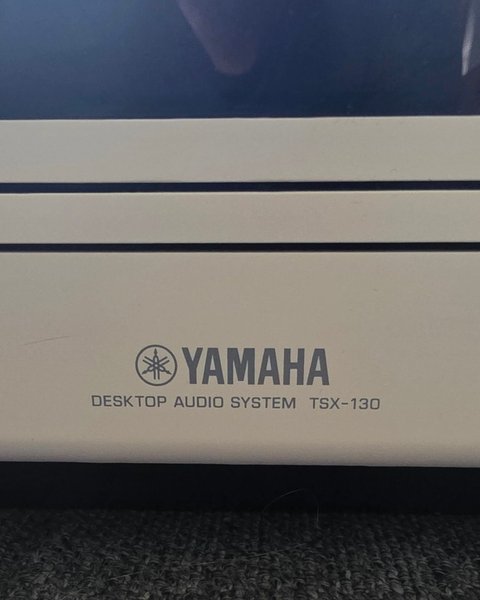 YAMAHA
DESKTOP AUDIO SYSTEM TSX-130